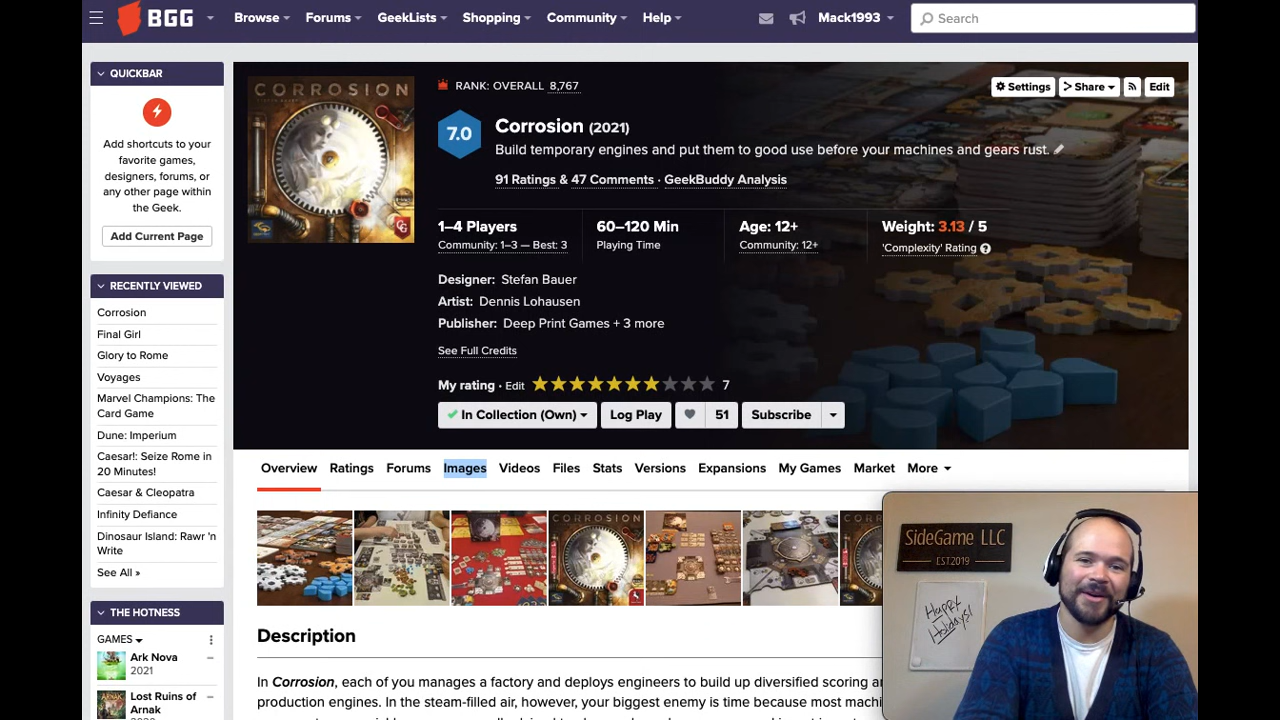 BGG
Browse
Forums
GeekLists
Shopping
Community
Help
Mack1993
Search
QUICKBAR
Add shortcuts to your
favorite games,
designers, forums, or
any other page within
the Geek.
Add Current Page
RECENTLY VIEWED
Corrosion
Final Girl
Glory to Rome
Voyages
Marvel Champions: The
Card Game
Dune: Imperium
Caesar!: Seize Rome in
20 Minutes!
Caesar & Cleopatra
Infinity Defiance
Dinosaur Island: Rawr 'n
Write
See All »
THE HOTNESS
GAMES
Ark Nova
2021
Lost Ruins of
Arnak
CORROSION
RANK: OVERALL 8,767
Settings
Share
Edit
7.0
Corrosion (2021)
Build temporary engines and put them to good use before your machines and gears rust.
91 Ratings & 47 Comments · GeekBuddy Analysis
1–4 Players
Community: 1–3 — Best: 3
60–120 Min
Playing Time
Age: 12+
Community: 12+
Weight: 3.13 / 5
'Complexity' Rating
Designer: Stefan Bauer
Artist: Dennis Lohausen
Publisher: Deep Print Games + 3 more
See Full Credits
My rating · Edit 7
In Collection (Own)
Log Play
51
Subscribe
Overview
Ratings
Forums
Images
Videos
Files
Stats
Versions
Expansions
My Games
Market
More
CORROSION
Description
In Corrosion, each of you manages a factory and deploys engineers to build up diversified scoring
production engines. In the steam-filled air, however, your biggest enemy is time because most
SideGame LLC
EST.2019
Happy
Holidays!